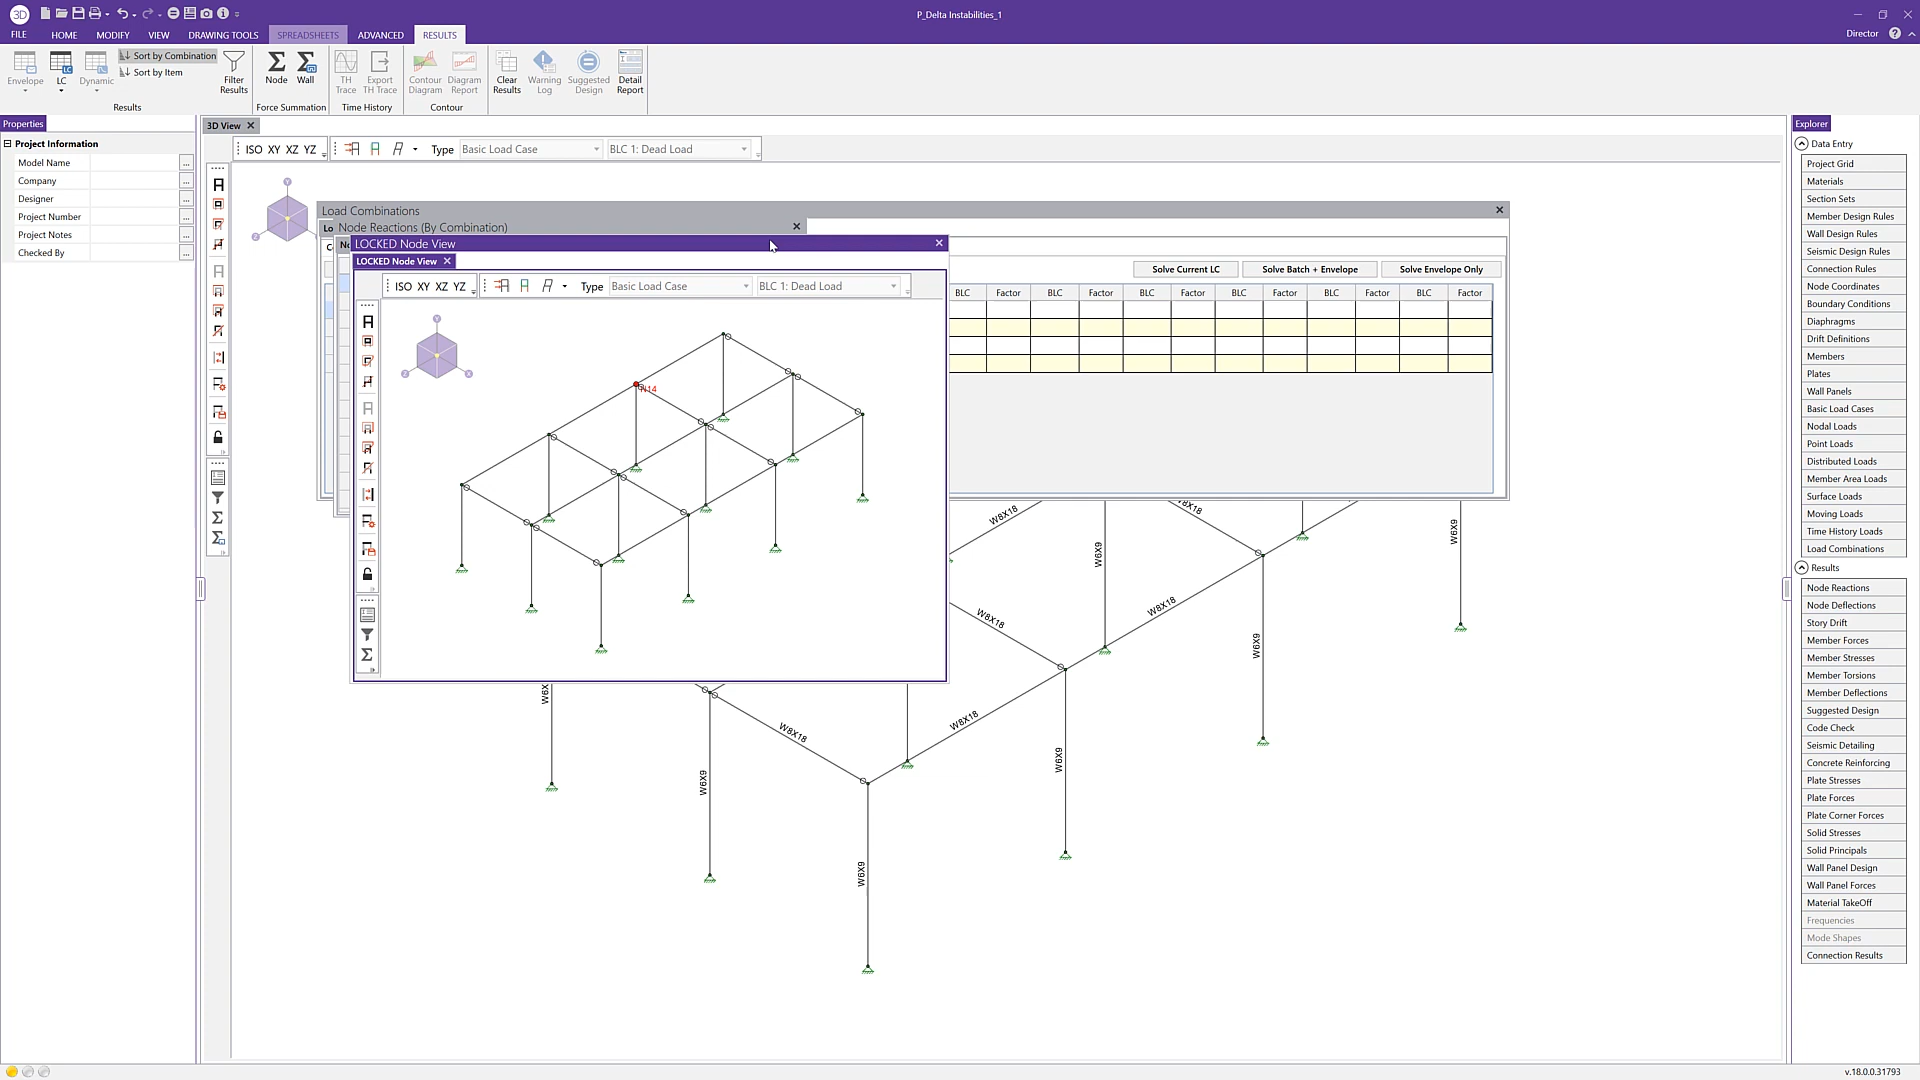 3D
P_Delta Instabilities_1
FILE HOME MODIFY VIEW DRAWING TOOLS SPREADSHEETS ADVANCED RESULTS
Director
Envelope LC Dynamic
Sort by Combination
Sort by Item
Filter Results
Results
Node Wall
Force Summation
TH Trace Export TH Trace
Time History
Contour Diagram Diagram Report
Contour
Clear Results Warning Log Suggested Design Detail Report
Properties
Project Information
Model Name ...
Company ...
Designer ...
Project Number ...
Project Notes ...
Checked By ...
3D View
ISO XY XZ YZ Type Basic Load Case BLC 1: Dead Load
Load Combinations
Node Reactions (By Combination)
LOCKED Node View
LOCKED Node View
ISO XY XZ YZ Type Basic Load Case BLC 1: Dead Load
N14
Solve Current LC Solve Batch + Envelope Solve Envelope Only
BLC Factor BLC Factor BLC Factor BLC Factor BLC Factor BLC Factor
W8X18
W8X18
W6X9
W6X9
W8X18
W8X18
W6X9
W6X
W8X18
W8X18
W6X9
W6X9
W6X9
Explorer
Data Entry
Project Grid
Materials
Section Sets
Member Design Rules
Wall Design Rules
Seismic Design Rules
Connection Rules
Node Coordinates
Boundary Conditions
Diaphragms
Drift Definitions
Members
Plates
Wall Panels
Basic Load Cases
Nodal Loads
Point Loads
Distributed Loads
Member Area Loads
Surface Loads
Moving Loads
Time History Loads
Load Combinations
Results
Node Reactions
Node Deflections
Story Drift
Member Forces
Member Stresses
Member Torsions
Member Deflections
Suggested Design
Code Check
Seismic Detailing
Concrete Reinforcing
Plate Stresses
Plate Forces
Plate Corner Forces
Solid Stresses
Solid Principals
Wall Panel Design
Wall Panel Forces
Material TakeOff
Frequencies
Mode Shapes
Connection Results
v.18.0.0.31793